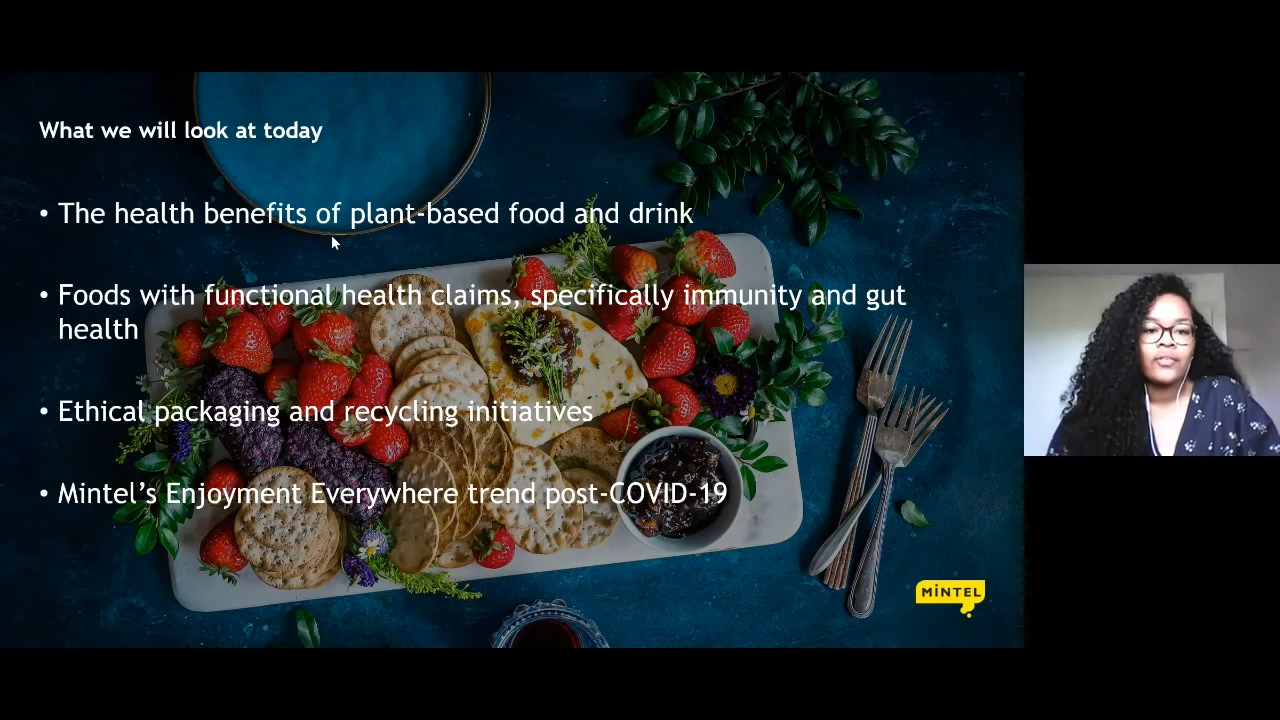 What we will look at today
• The health benefits of plant-based food and drink
• Foods with functional health claims, specifically immunity and gut
health
• Ethical packaging and recycling initiatives
• Mintel’s Enjoyment Everywhere trend post-COVID-19
MiNTEL